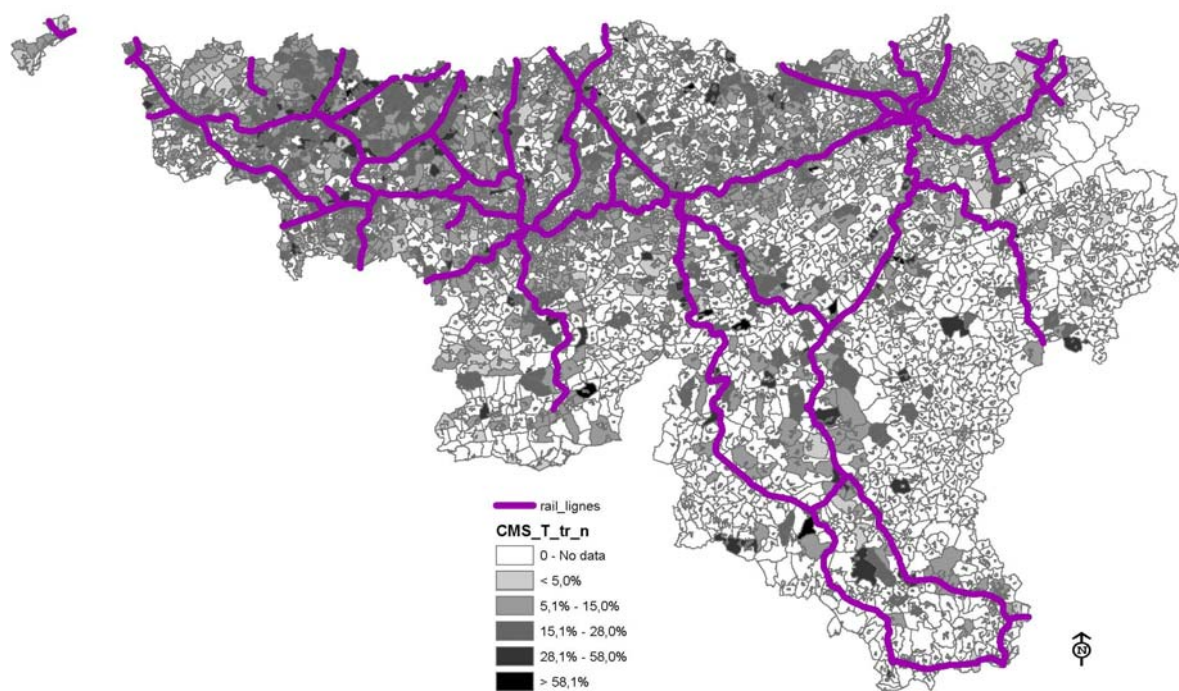 rail_lignes
CMS_T_tr_n
0 - No data
< 5,0%
5,1% - 15,0%
15,1% - 28,0%
28,1% - 58,0%
> 58,1%
N